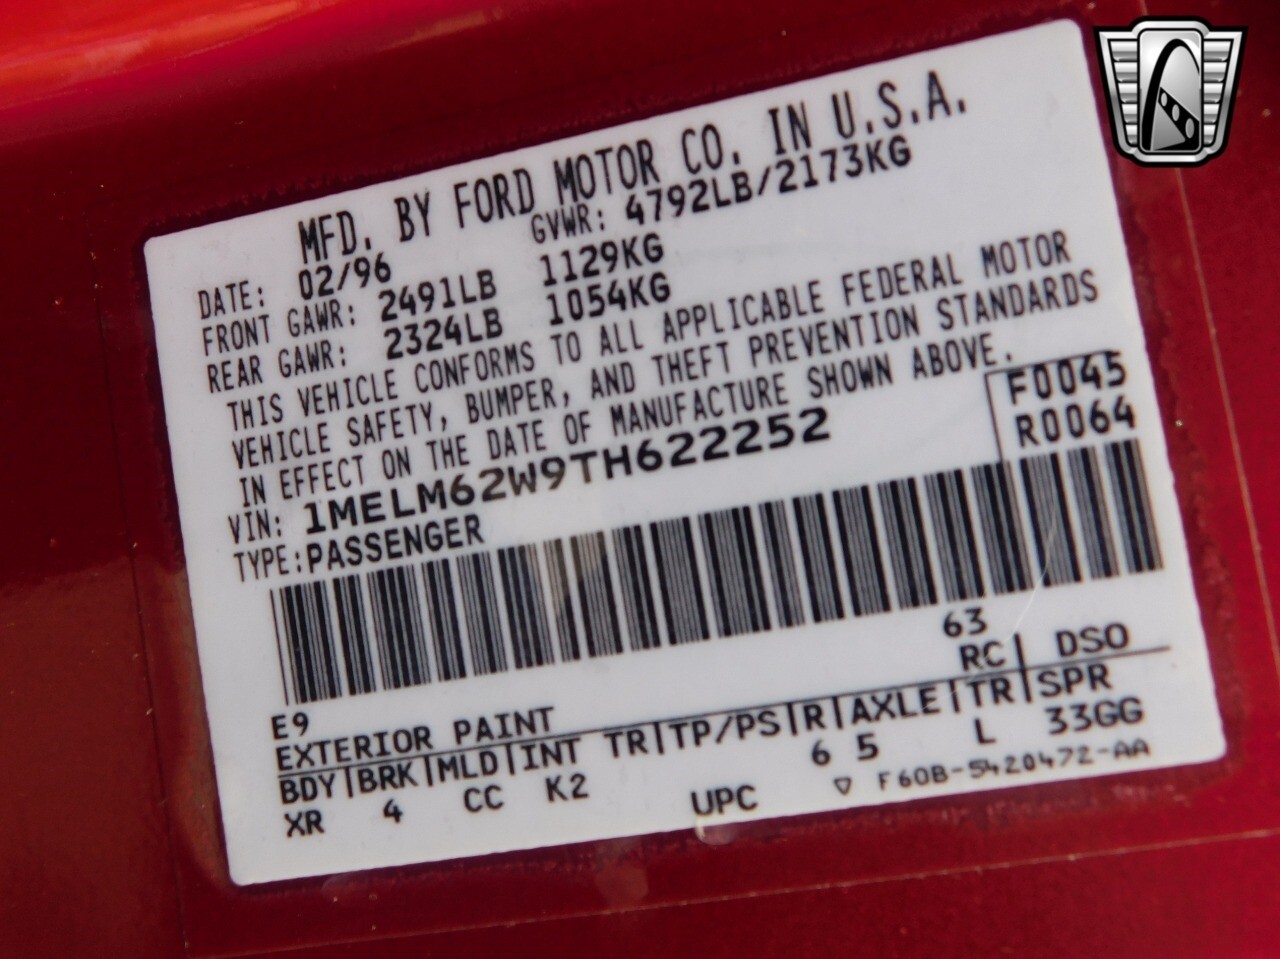 MFD. BY FORD MOTOR CO. IN U.S.A.
DATE: 02/96 GVWR: 4792LB/2173KG
FRONT GAWR: 2491LB 1129KG
REAR GAWR: 2324LB 1054KG
THIS VEHICLE CONFORMS TO ALL APPLICABLE FEDERAL MOTOR
VEHICLE SAFETY, BUMPER, AND THEFT PREVENTION STANDARDS
IN EFFECT ON THE DATE OF MANUFACTURE SHOWN ABOVE.
VIN: 1MELM62W9TH622252 F0045
TYPE:PASSENGER R0064
E9 63
EXTERIOR PAINT RC DSO
BDY|BRK|MLD|INT TR|TP/PS|R|AXLE|TR|SPR
XR 4 CC K2 6 5 L 33GG
UPC ▽ F60B-5420472-AA